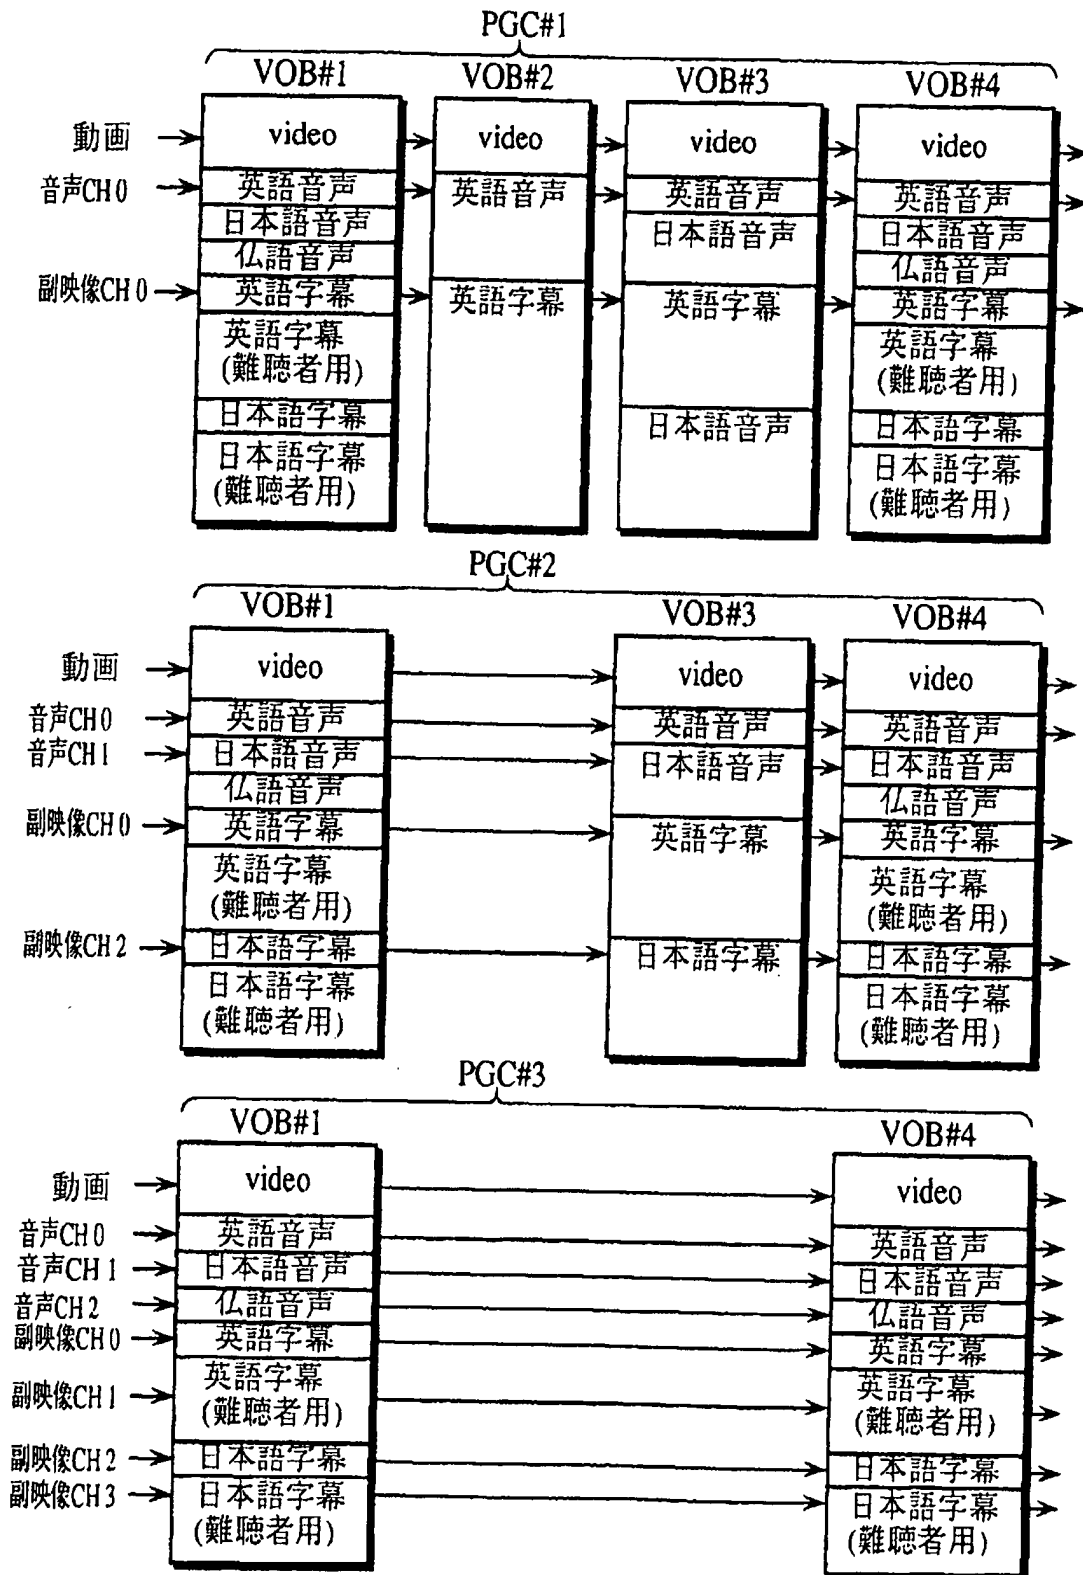 PGC#1
VOB#1 VOB#2 VOB#3 VOB#4
動画 video video video video
音声CH0 英語音声 英語音声 英語音声 英語音声
日本語音声 日本語音声 日本語音声
仏語音声 仏語音声
副映像CH0 英語字幕 英語字幕 英語字幕 英語字幕
英語字幕 英語字幕
(難聴者用) (難聴者用)
日本語字幕 日本語音声 日本語字幕
日本語字幕 日本語字幕
(難聴者用) (難聴者用)
PGC#2
VOB#1 VOB#3 VOB#4
動画 video video video
音声CH0 英語音声 英語音声 英語音声
音声CH1 日本語音声 日本語音声 日本語音声
仏語音声 仏語音声
副映像CH0 英語字幕 英語字幕 英語字幕
英語字幕 英語字幕
(難聴者用) (難聴者用)
副映像CH2 日本語字幕 日本語字幕 日本語字幕
日本語字幕 日本語字幕
(難聴者用) (難聴者用)
PGC#3
VOB#1 VOB#4
動画 video video
音声CH0 英語音声 英語音声
音声CH1 日本語音声 日本語音声
音声CH2 仏語音声 仏語音声
副映像CH0 英語字幕 英語字幕
副映像CH1 英語字幕 英語字幕
(難聴者用) (難聴者用)
副映像CH2 日本語字幕 日本語字幕
副映像CH3 日本語字幕 日本語字幕
(難聴者用) (難聴者用)